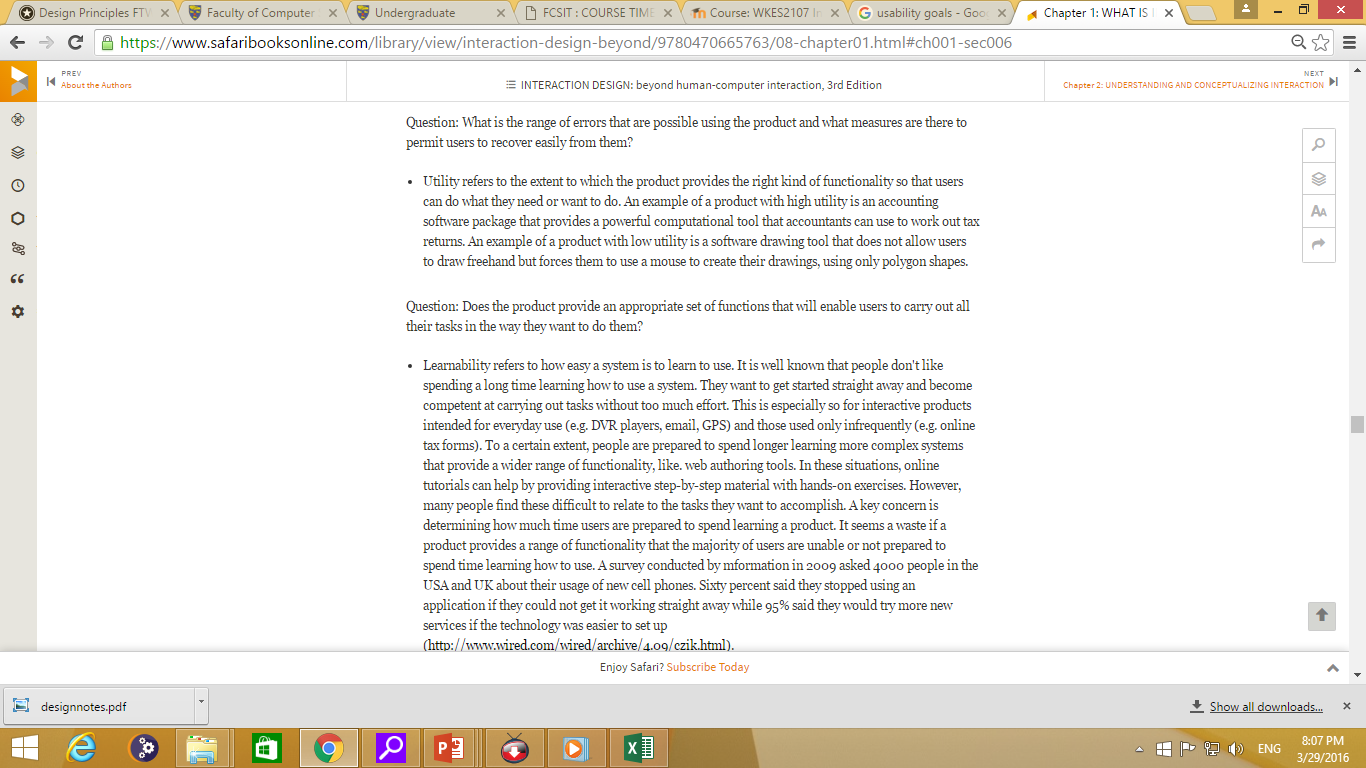 Design Principles FTW
Faculty of Computer
Undergraduate
FCSIT : COURSE TIME
Course: WKES2107 In
usability goals - Goo
Chapter 1: WHAT IS
https://www.safaribooksonline.com/library/view/interaction-design-beyond/9780470665763/08-chapter01.html#ch001-sec006
PREV
About the Authors
INTERACTION DESIGN: beyond human-computer interaction, 3rd Edition
NEXT
Chapter 2: UNDERSTANDING AND CONCEPTUALIZING INTERACTION
Question: What is the range of errors that are possible using the product and what measures are there to
permit users to recover easily from them?
• Utility refers to the extent to which the product provides the right kind of functionality so that users
can do what they need or want to do. An example of a product with high utility is an accounting
software package that provides a powerful computational tool that accountants can use to work out tax
returns. An example of a product with low utility is a software drawing tool that does not allow users
to draw freehand but forces them to use a mouse to create their drawings, using only polygon shapes.
Question: Does the product provide an appropriate set of functions that will enable users to carry out all
their tasks in the way they want to do them?
• Learnability refers to how easy a system is to learn to use. It is well known that people don't like
spending a long time learning how to use a system. They want to get started straight away and become
competent at carrying out tasks without too much effort. This is especially so for interactive products
intended for everyday use (e.g. DVR players, email, GPS) and those used only infrequently (e.g. online
tax forms). To a certain extent, people are prepared to spend longer learning more complex systems
that provide a wider range of functionality, like. web authoring tools. In these situations, online
tutorials can help by providing interactive step-by-step material with hands-on exercises. However,
many people find these difficult to relate to the tasks they want to accomplish. A key concern is
determining how much time users are prepared to spend learning a product. It seems a waste if a
product provides a range of functionality that the majority of users are unable or not prepared to
spend time learning how to use. A survey conducted by mformation in 2009 asked 4000 people in the
USA and UK about their usage of new cell phones. Sixty percent said they stopped using an
application if they could not get it working straight away while 95% said they would try more new
services if the technology was easier to set up
(http://www.wired.com/wired/archive/4.09/czik.html).
AA
Enjoy Safari? Subscribe Today
designnotes.pdf
Show all downloads...
ENG
8:07 PM
3/29/2016